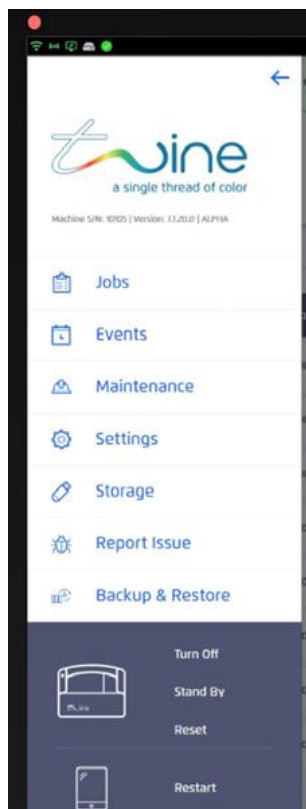 twine
a single thread of color
Machine S/N: 10105 | Version: 1.1.20.0 | ALPHA
Jobs
Events
Maintenance
Settings
Storage
Report Issue
Backup & Restore
Turn Off
Stand By
Reset
Restart